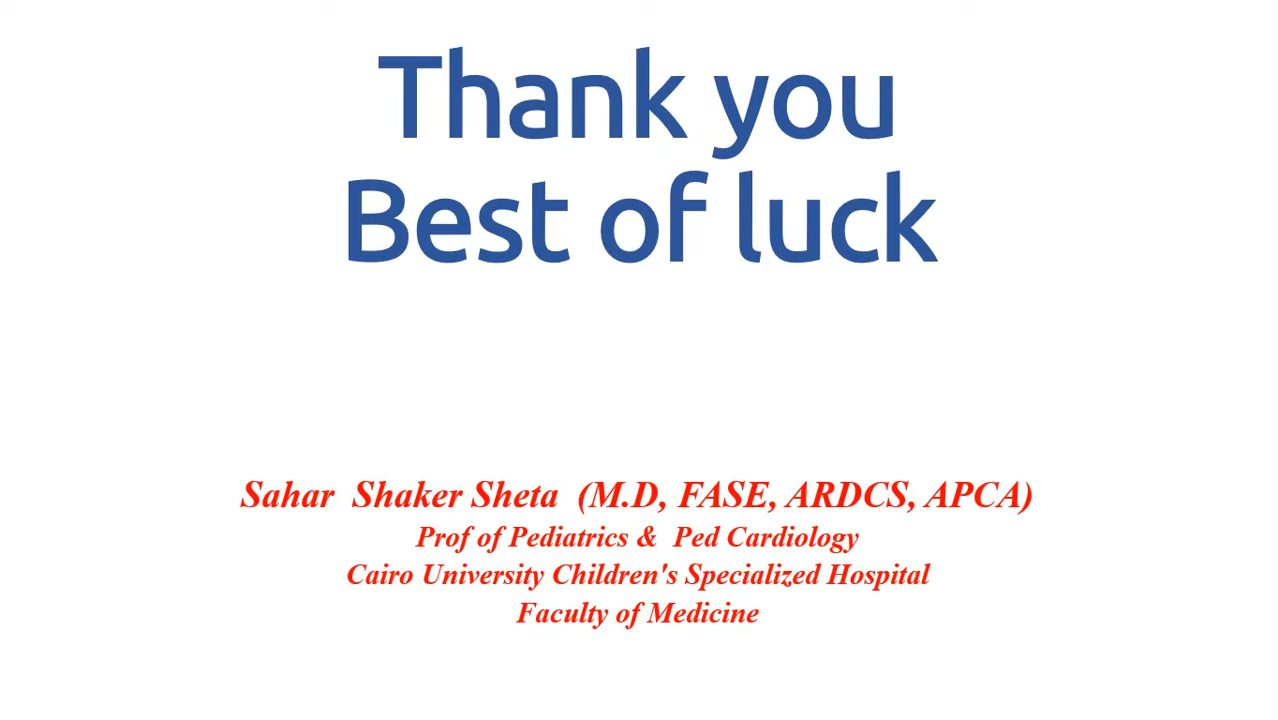 Thank you
Best of luck
Sahar Shaker Sheta (M.D, FASE, ARDCS, APCA)
Prof of Pediatrics & Ped Cardiology
Cairo University Children's Specialized Hospital
Faculty of Medicine